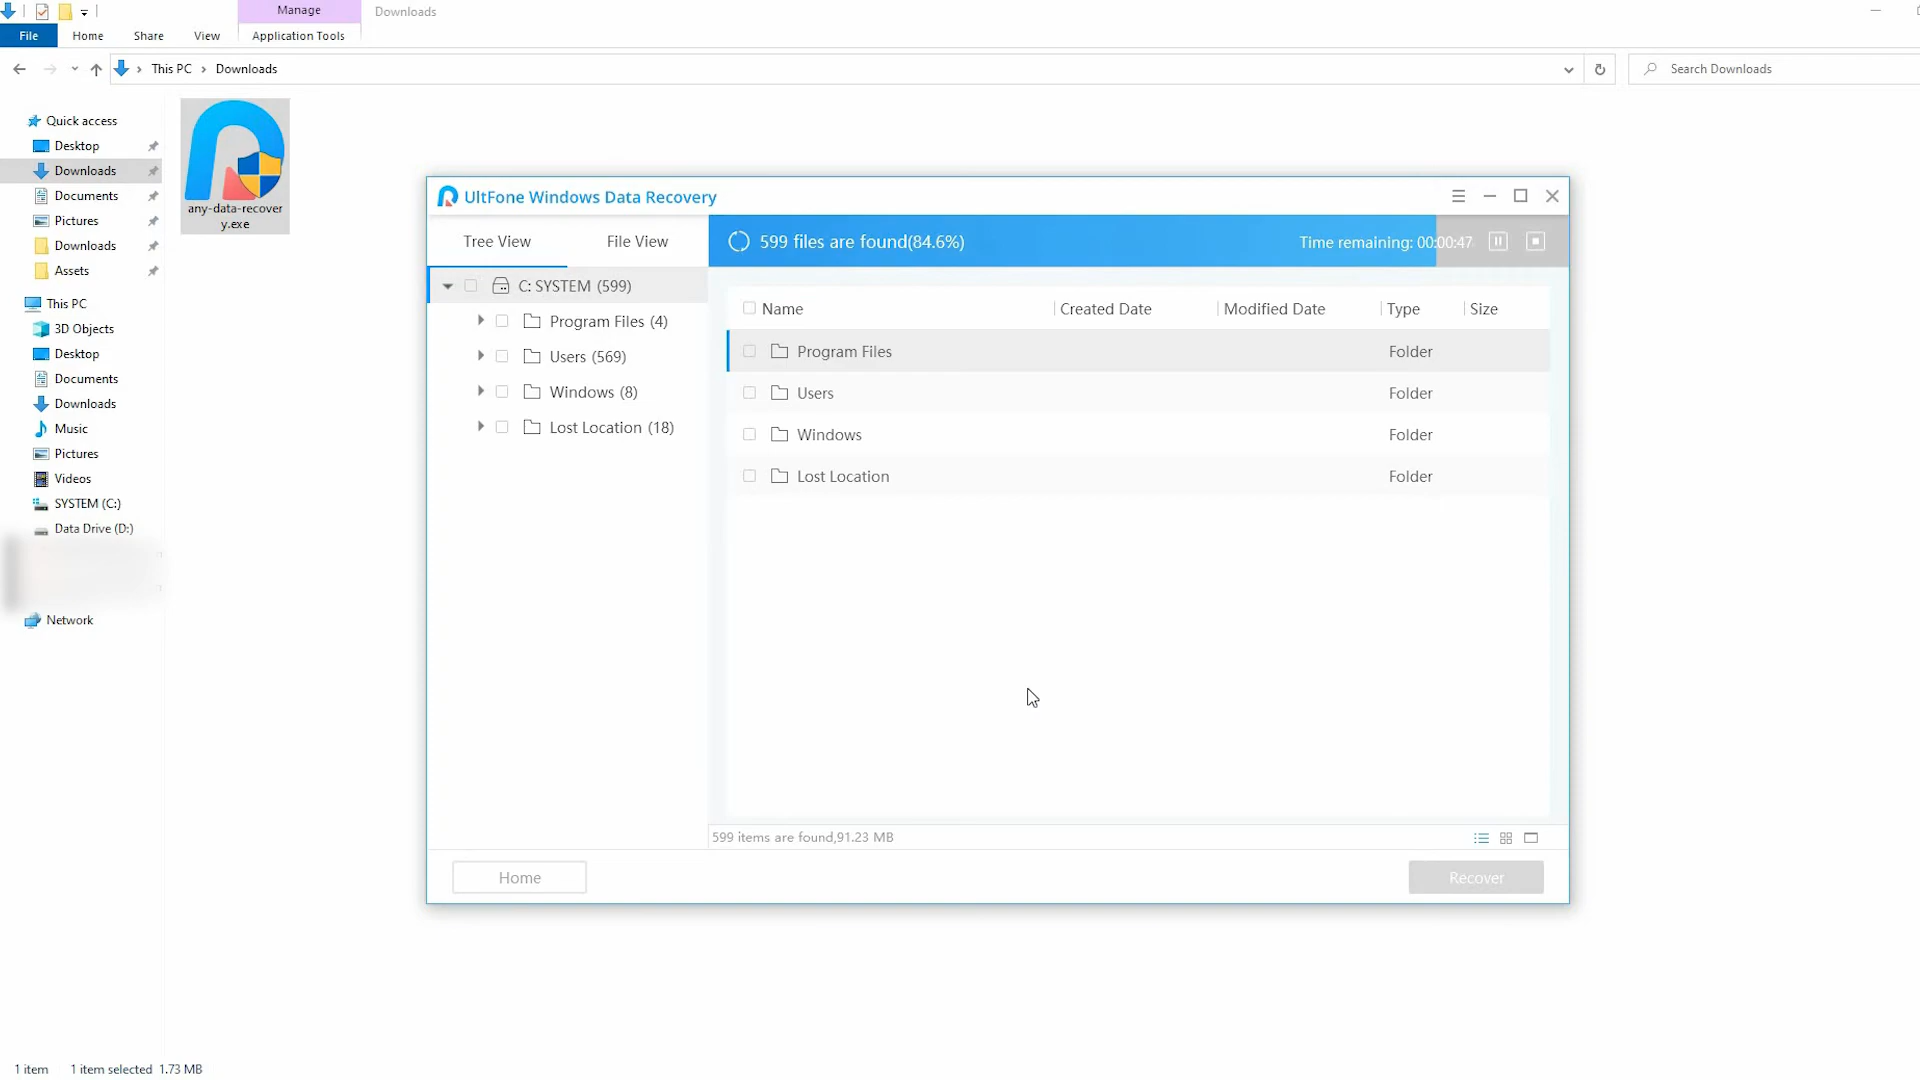 Manage
Downloads
File
Home
Share
View
Application Tools
This PC
Downloads
Search Downloads
Quick access
Desktop
Downloads
Documents
Pictures
Downloads
Assets
This PC
3D Objects
Desktop
Documents
Downloads
Music
Pictures
Videos
SYSTEM (C:)
Data Drive (D:)
Network
any-data-recover
y.exe
UltFone Windows Data Recovery
Tree View
File View
599 files are found(84.6%)
Time remaining: 00:00:47
C: SYSTEM (599)
Program Files (4)
Users (569)
Windows (8)
Lost Location (18)
Name
Created Date
Modified Date
Type
Size
Program Files
Folder
Users
Folder
Windows
Folder
Lost Location
Folder
599 items are found,91.23 MB
Home
Recover
1 item
1 item selected 1.73 MB